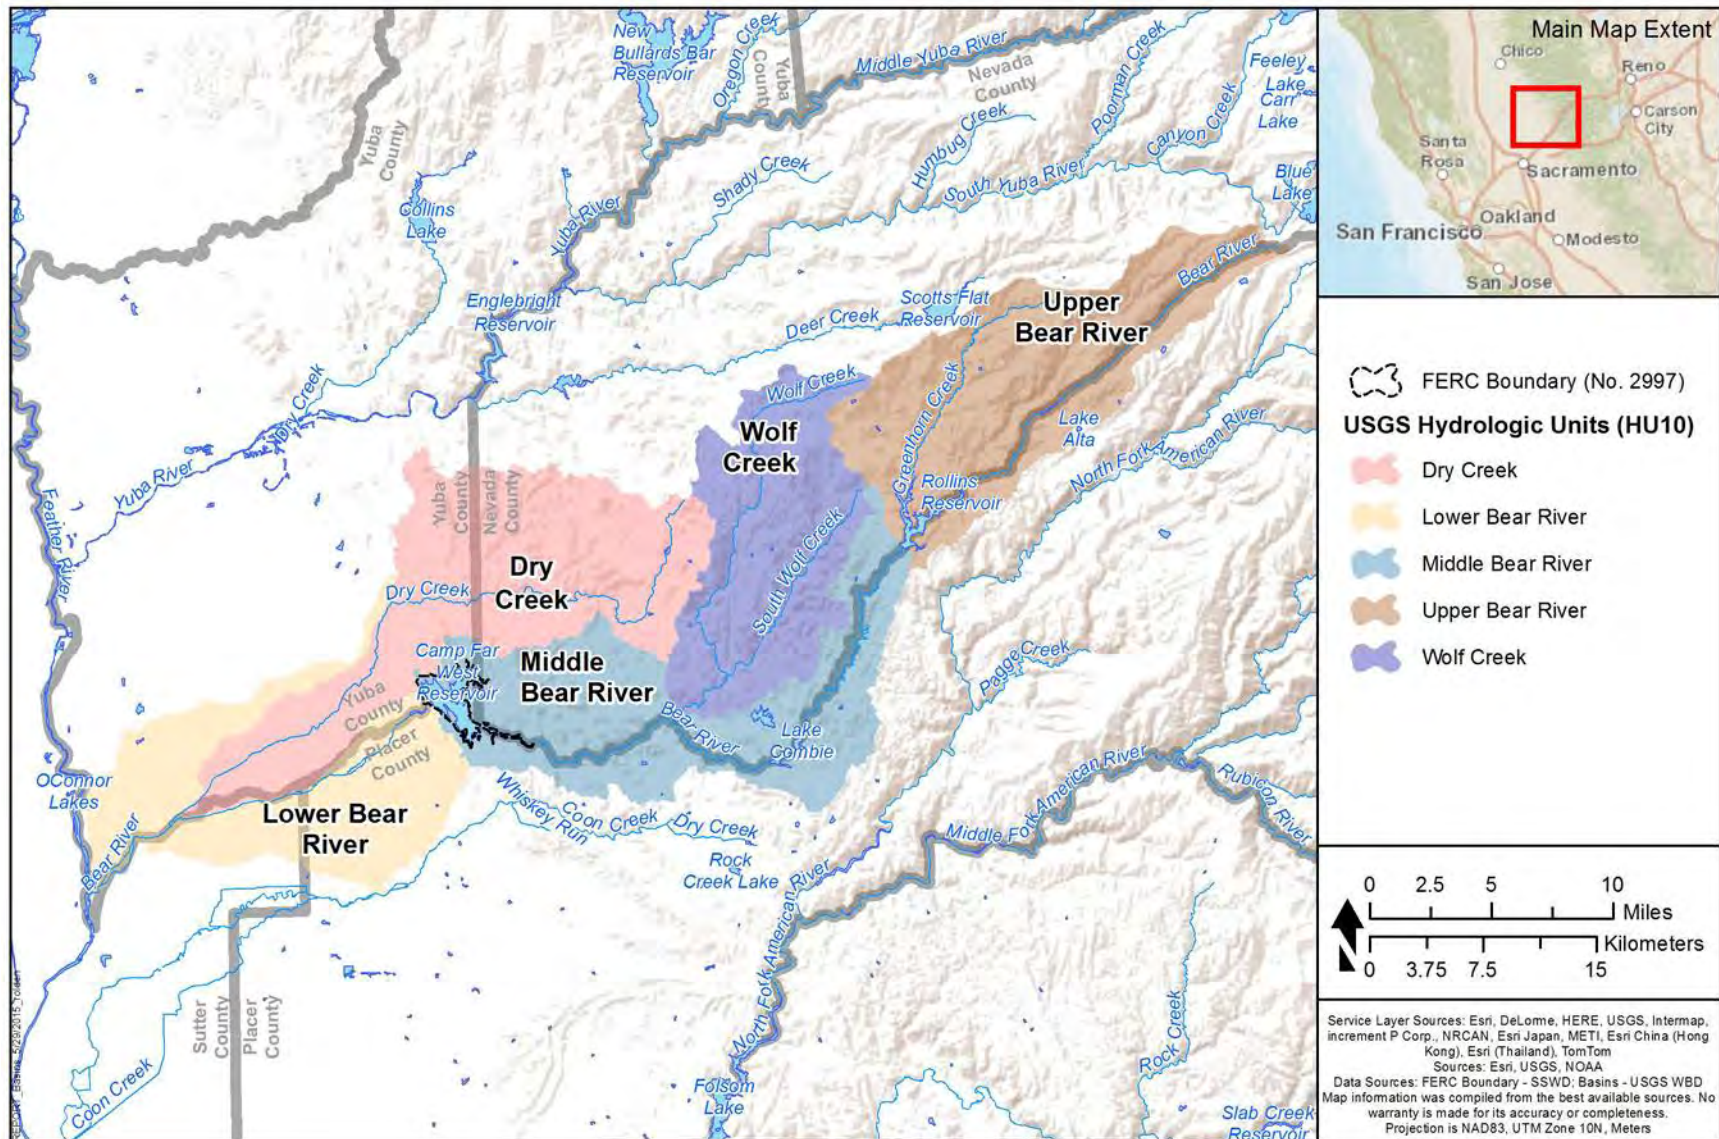 New
Bullards Bar
Reservoir
Oregon Creek
Yuba
County
Middle Yuba River
Nevada
County
Poorman Creek
Feeley
Lake
Carr
Lake
Canyon Creek
Yuba
County
Humbug Creek
Shady Creek
South Yuba River
Blue
Lake
Collins
Lake
Yuba River
Bear River
Englebright
Reservoir
Scotts Flat
Reservoir
Deer Creek
Upper
Bear River
Dry Creek
Wolf Creek
Greenhorn Creek
Lake
Alta
North Fork American River
Wolf
Creek
Yuba River
Feather River
Yuba
County
Nevada
County
Rollins
Reservoir
South Wolf Creek
Dry
Creek
Dry Creek
Camp Far
West
Reservoir
Middle
Bear River
Pagge Creek
Yuba
County
Placer
County
Bear River
Lake
Combie
OConnor
Lakes
Whiskey Run
Coon Creek
Dry Creek
Lower Bear
River
Bear River
Rock
Creek Lake
Middle Fork American River
Rubicon River
North Fork American River
Sutter
County
Placer
County
Coon Creek
Rock Creek
Folsom
Lake
Slab Creek
Reservoir
Main Map Extent
Chico
Reno
Carson
City
Santa
Rosa
Sacramento
Oakland
San Francisco
Modesto
San Jose
FERC Boundary (No. 2997)
USGS Hydrologic Units (HU10)
Dry Creek
Lower Bear River
Middle Bear River
Upper Bear River
Wolf Creek
0 2.5 5 10
Miles
Kilometers
0 3.75 7.5 15
N
Service Layer Sources: Esri, DeLorme, HERE, USGS, Intermap,
increment P Corp., NRCAN, Esri Japan, METI, Esri China (Hong
Kong), Esri (Thailand), TomTom
Sources: Esri, USGS, NOAA
Data Sources: FERC Boundary - SSWD; Basins - USGS WBD
Map information was compiled from the best available sources. No
warranty is made for its accuracy or completeness.
Projection is NAD83, UTM Zone 10N, Meters